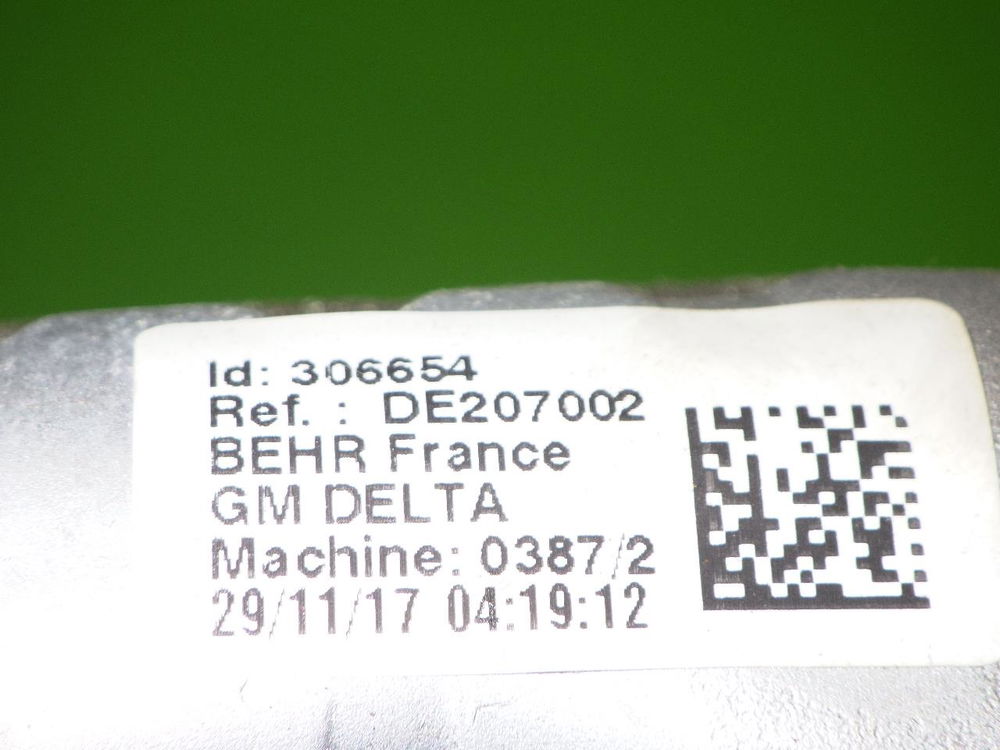 Id: 306654
Ref. : DE207002
BEHR France
GM DELTA
Machine: 0387/2
29/11/17 04:19:12